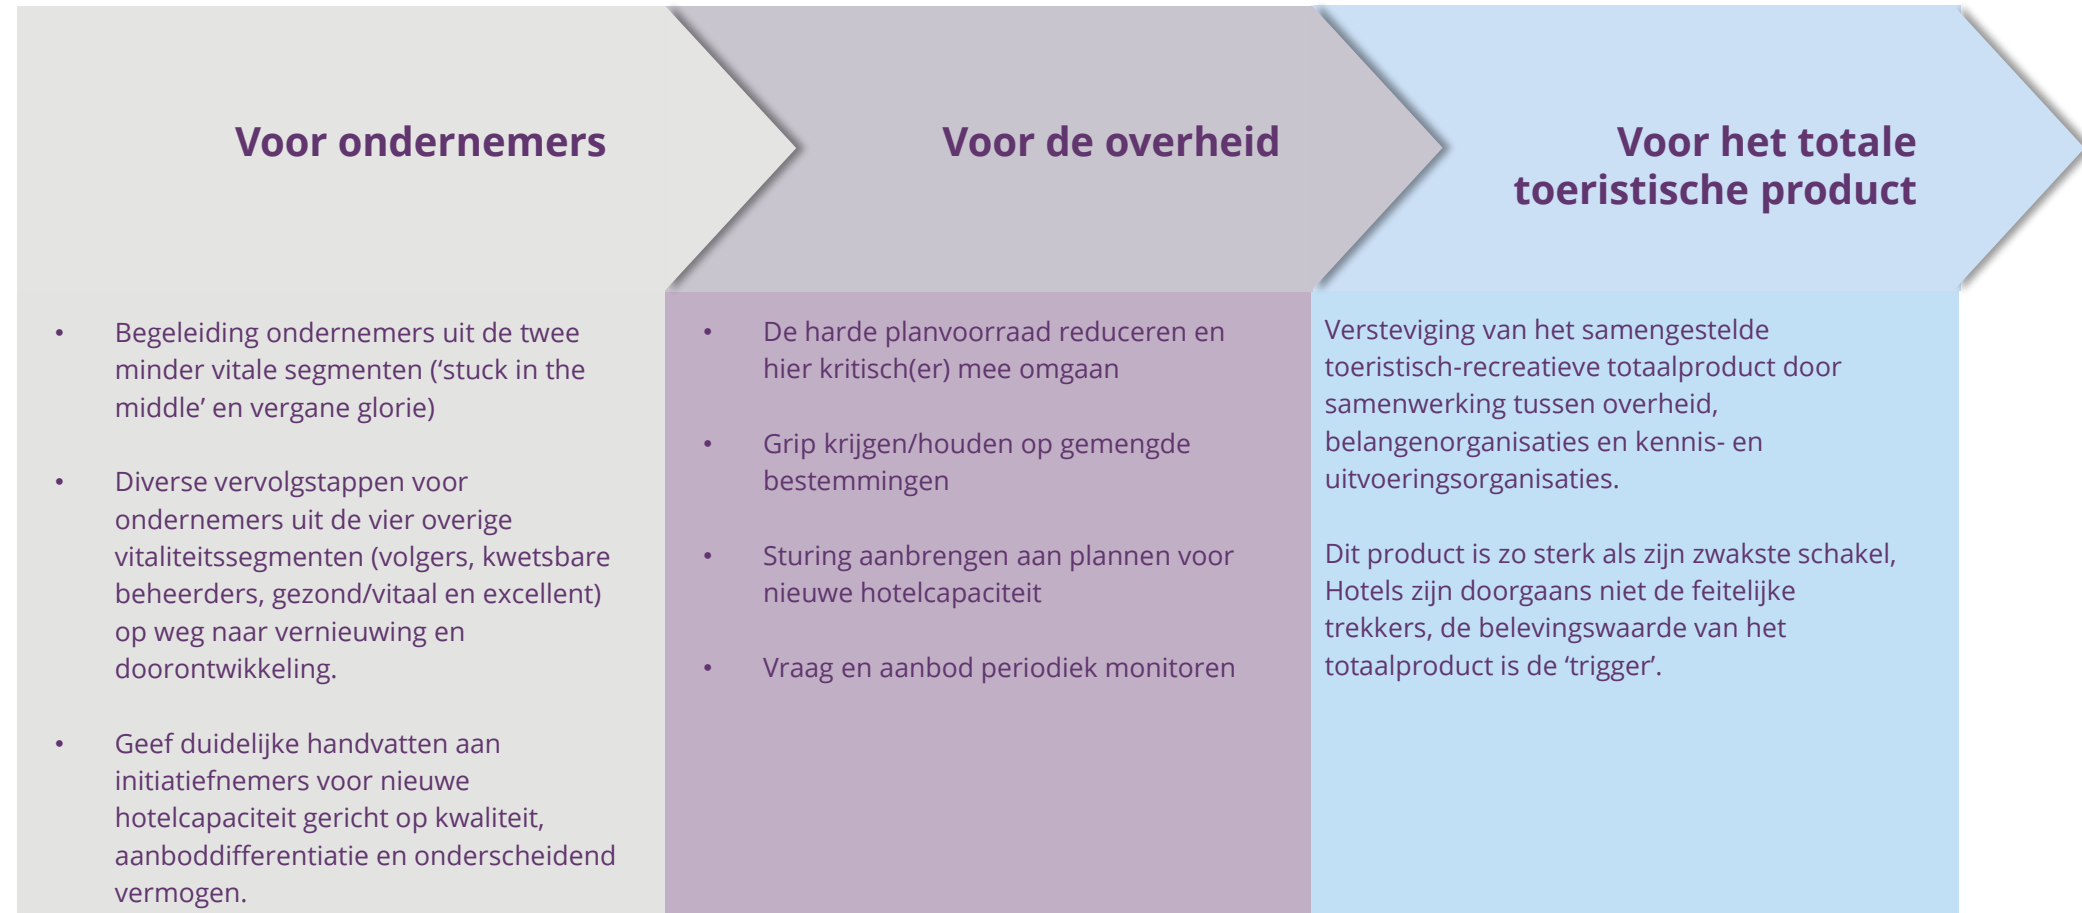 Voor ondernemers
• Begeleiding ondernemers uit de twee
minder vitale segmenten (‘stuck in the
middle’ en vergane glorie)
• Diverse vervolgstappen voor
ondernemers uit de vier overige
vitaliteitssegmenten (volgers, kwetsbare
beheerders, gezond/vitaal en excellent)
op weg naar vernieuwing en
doorontwikkeling.
• Geef duidelijke handvatten aan
initiatiefnemers voor nieuwe
hotelcapaciteit gericht op kwaliteit,
aanboddifferentiatie en onderscheidend
vermogen.
Voor de overheid
• De harde planvoorraad reduceren en
hier kritisch(er) mee omgaan
• Grip krijgen/houden op gemengde
bestemmingen
• Sturing aanbrengen aan plannen voor
nieuwe hotelcapaciteit
• Vraag en aanbod periodiek monitoren
Voor het totale
toeristische product
Versteviging van het samengestelde
toeristisch-recreatieve totaalproduct door
samenwerking tussen overheid,
belangenorganisaties en kennis- en
uitvoeringsorganisaties.
Dit product is zo sterk als zijn zwakste schakel,
Hotels zijn doorgaans niet de feitelijke
trekkers, de belevingswaarde van het
totaalproduct is de ‘trigger’.